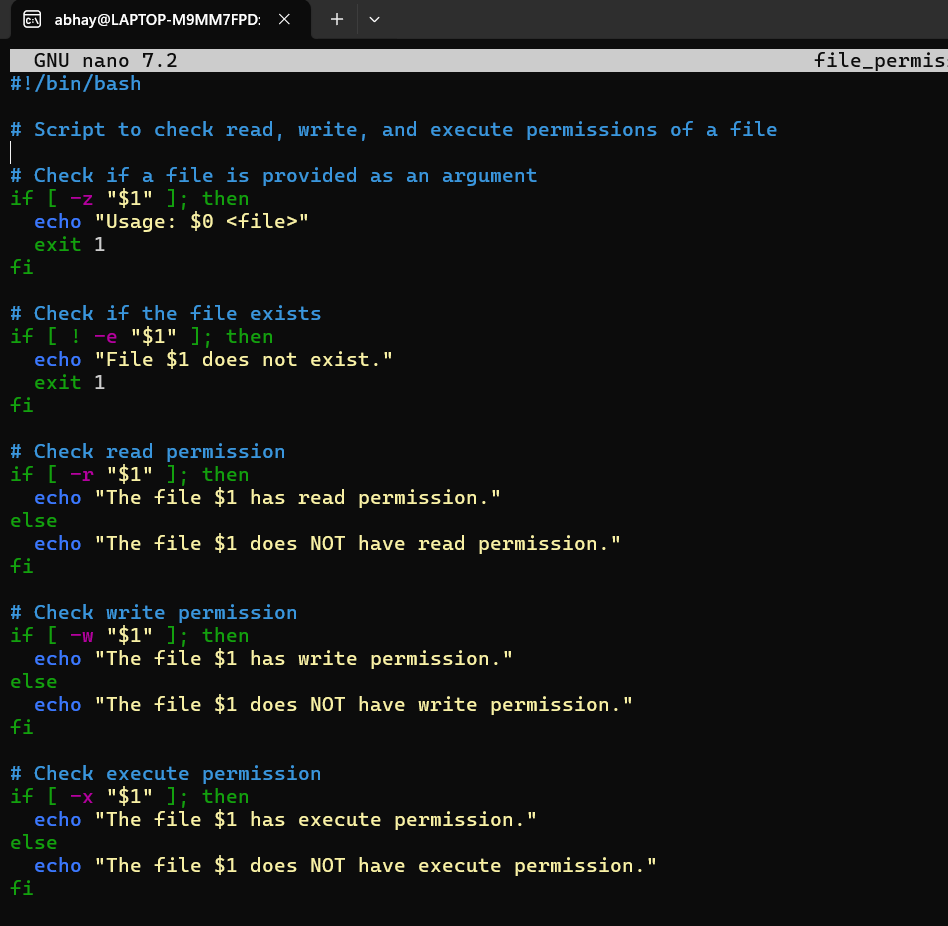 abhay@LAPTOP-M9MM7FPD:
GNU nano 7.2 file_permis
#!/bin/bash

# Script to check read, write, and execute permissions of a file

# Check if a file is provided as an argument
if [ -z "$1" ]; then
  echo "Usage: $0 <file>"
  exit 1
fi

# Check if the file exists
if [ ! -e "$1" ]; then
  echo "File $1 does not exist."
  exit 1
fi

# Check read permission
if [ -r "$1" ]; then
  echo "The file $1 has read permission."
else
  echo "The file $1 does NOT have read permission."
fi

# Check write permission
if [ -w "$1" ]; then
  echo "The file $1 has write permission."
else
  echo "The file $1 does NOT have write permission."
fi

# Check execute permission
if [ -x "$1" ]; then
  echo "The file $1 has execute permission."
else
  echo "The file $1 does NOT have execute permission."
fi